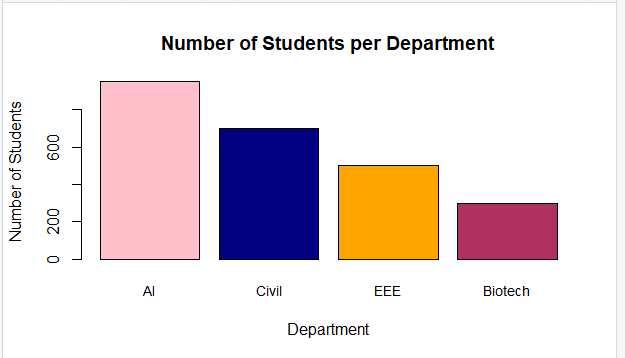 Number of Students per Department
Number of Students
600
200
0
AI
Civil
EEE
Biotech
Department